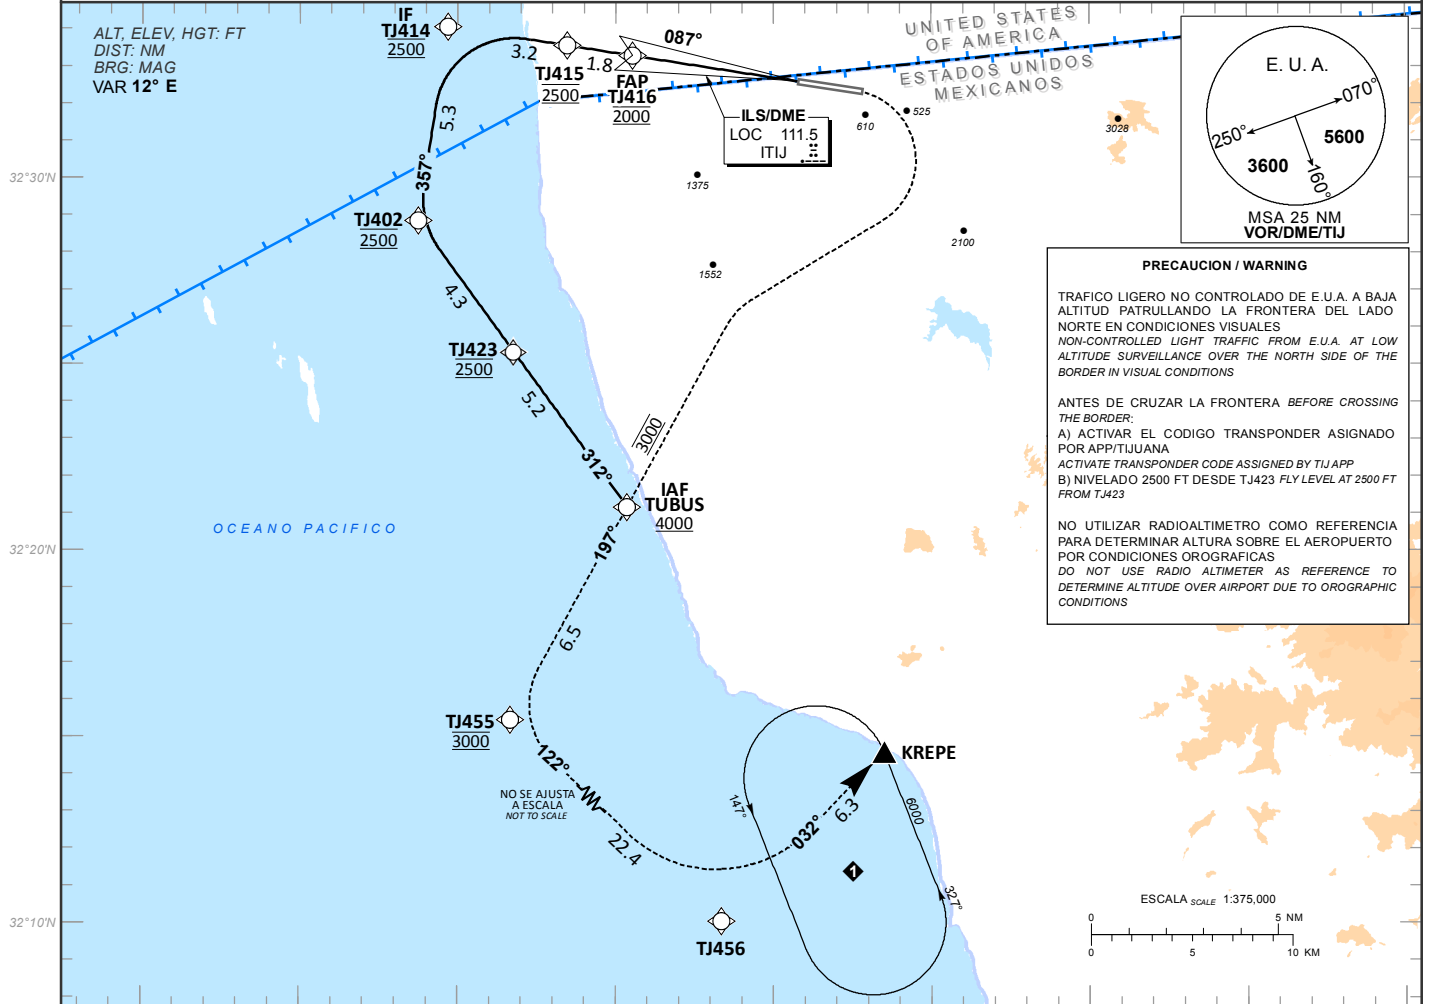 ALT, ELEV, HGT: FT
DIST: NM
BRG: MAG
VAR 12° E
IF
TJ414
2500
3.2
TJ415
2500
1.8
FAP
TJ416
2000
087°
UNITED STATES
OF AMERICA
ESTADOS UNIDOS
MEXICANOS
ILS/DME
LOC 111.5
ITIJ
610
525
3028
1375
2100
1552
E. U. A.
070°
250°
5600
3600
160°
MSA 25 NM
VOR/DME/TIJ
5.3
357°
32°30'N
TJ402
2500
4.3
TJ423
2500
5.2
312°
3000
IAF
TUBUS
4000
197°
OCEANO PACIFICO
32°20'N
6.5
TJ455
3000
122°
NO SE AJUSTA
A ESCALA
NOT TO SCALE
22.4
032°
6.3
KREPE
147°
6000
327°
1
32°10'N
TJ456
PRECAUCION / WARNING
TRAFICO LIGERO NO CONTROLADO DE E.U.A. A BAJA
ALTITUD PATRULLANDO LA FRONTERA DEL LADO
NORTE EN CONDICIONES VISUALES
NON-CONTROLLED LIGHT TRAFFIC FROM E.U.A. AT LOW
ALTITUDE SURVEILLANCE OVER THE NORTH SIDE OF THE
BORDER IN VISUAL CONDITIONS
ANTES DE CRUZAR LA FRONTERA BEFORE CROSSING
THE BORDER:
A) ACTIVAR EL CODIGO TRANSPONDER ASIGNADO
POR APP/TIJUANA
ACTIVATE TRANSPONDER CODE ASSIGNED BY TIJ APP
B) NIVELADO 2500 FT DESDE TJ423 FLY LEVEL AT 2500 FT
FROM TJ423
NO UTILIZAR RADIOALTIMETRO COMO REFERENCIA
PARA DETERMINAR ALTURA SOBRE EL AEROPUERTO
POR CONDICIONES OROGRAFICAS
DO NOT USE RADIO ALTIMETER AS REFERENCE TO
DETERMINE ALTITUDE OVER AIRPORT DUE TO OROGRAPHIC
CONDITIONS
ESCALA SCALE 1:375,000
0 5 NM
0 5 10 KM